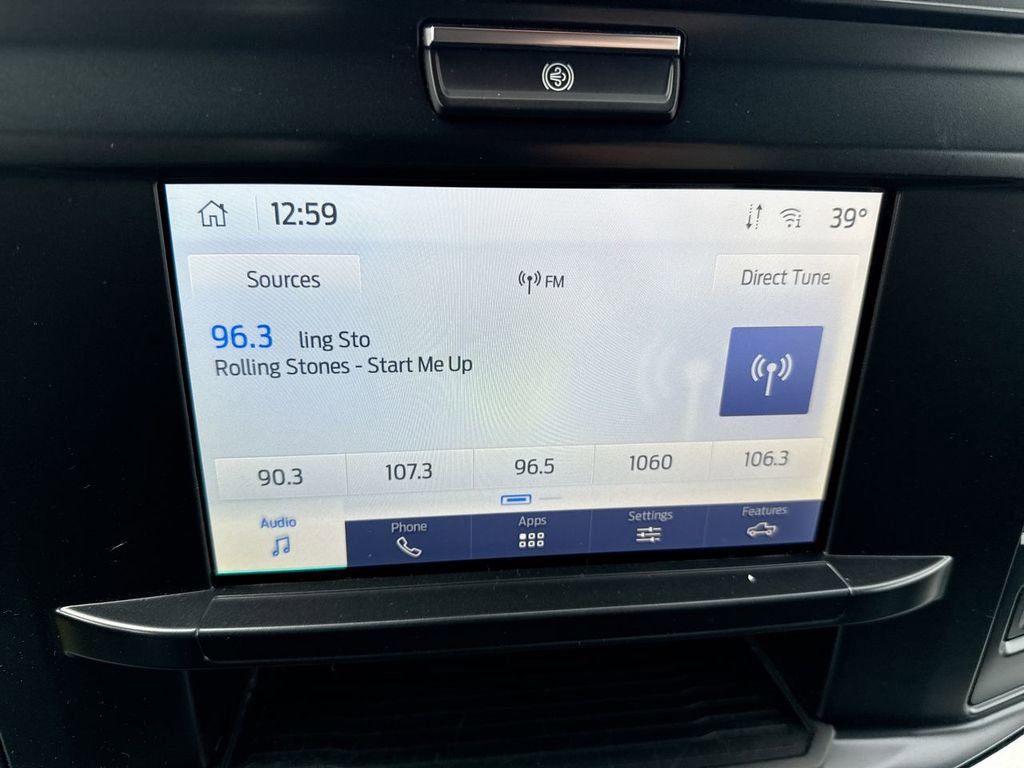 12:59
39°
Sources
FM
Direct Tune
96.3 ling Sto
Rolling Stones - Start Me Up
90.3
107.3
96.5
1060
106.3
Audio
Phone
Apps
Settings
Features